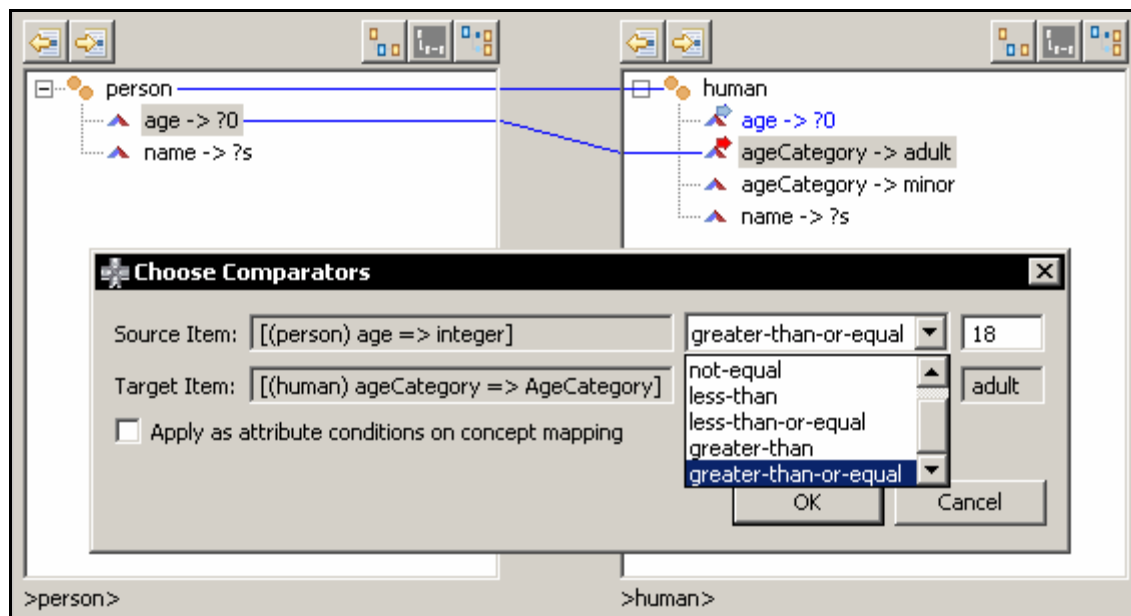 person
age -> ?0
name -> ?s
human
age -> ?0
ageCategory -> adult
ageCategory -> minor
name -> ?s
Choose Comparators
Source Item: [(person) age => integer] greater-than-or-equal 18
Target Item: [(human) ageCategory => AgeCategory] adult
not-equal
less-than
less-than-or-equal
greater-than
greater-than-or-equal
Apply as attribute conditions on concept mapping
OK Cancel
>person>
>human>